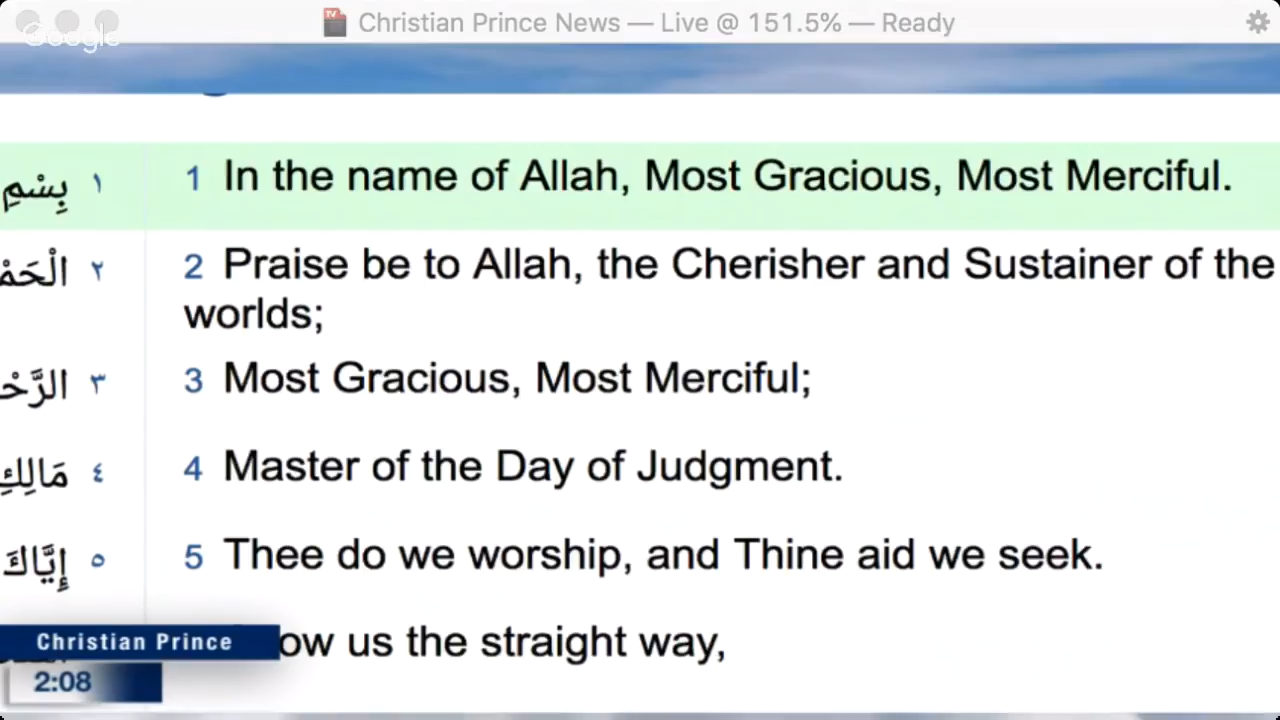 Christian Prince News — Live @ 151.5% — Ready
Google
بِسْمِ ١ 1 In the name of Allah, Most Gracious, Most Merciful.
٢ 2 Praise be to Allah, the Cherisher and Sustainer of the
worlds;
٣ 3 Most Gracious, Most Merciful;
مَالِكِ ٤ 4 Master of the Day of Judgment.
إِيَّاكَ ٥ 5 Thee do we worship, and Thine aid we seek.
us the straight way,
Christian Prince
2:08